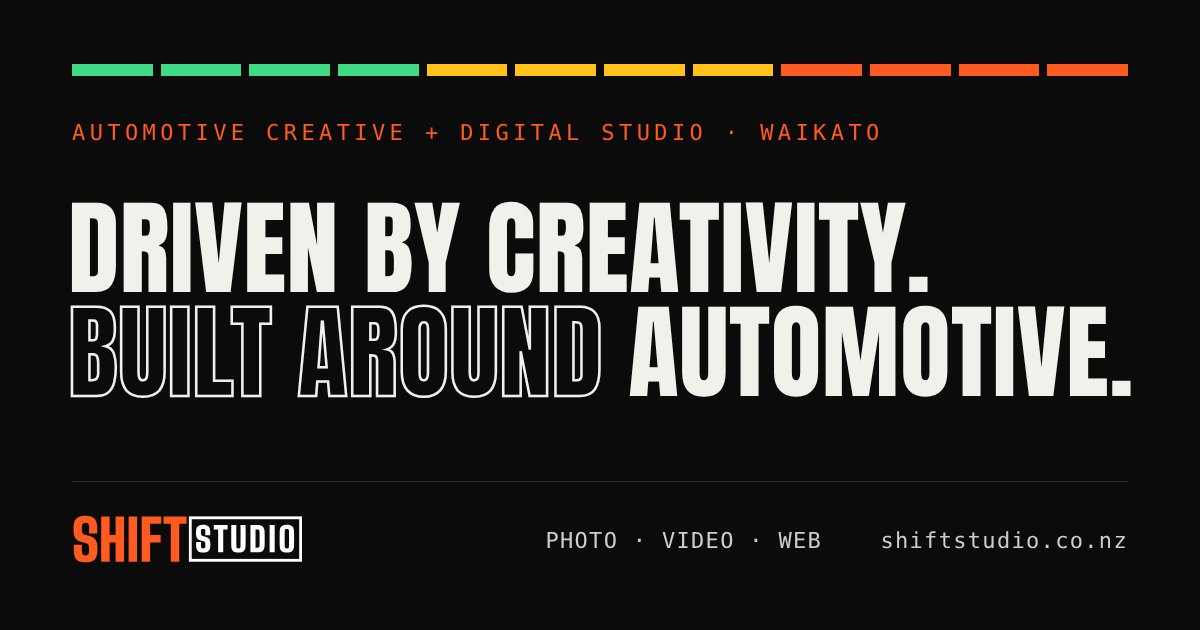 AUTOMOTIVE CREATIVE + DIGITAL STUDIO · WAIKATO
DRIVEN BY CREATIVITY.
BUILT AROUND AUTOMOTIVE.
SHIFT STUDIO
PHOTO · VIDEO · WEB
shiftstudio.co.nz